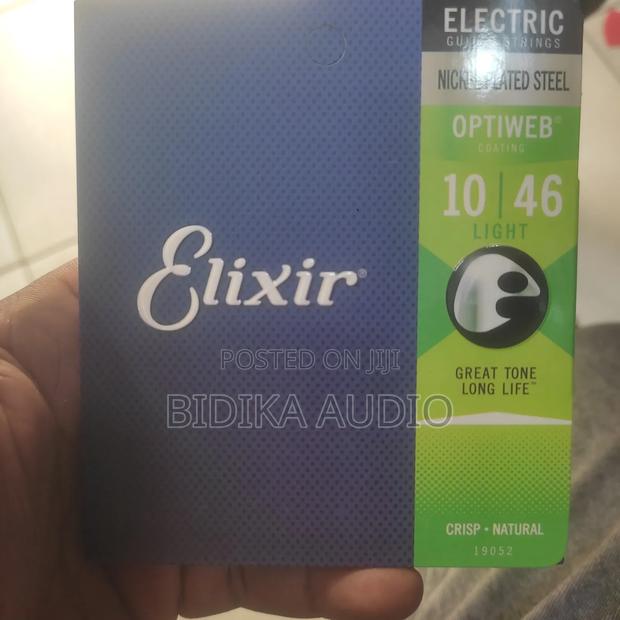 ELECTRIC
GUITAR STRINGS
NICKEL PLATED STEEL
OPTIWEB®
COATING
10 | 46
LIGHT
Elixir®
GREAT TONE
LONG LIFE™
POSTED ON JIJI
BIDIKA AUDIO
CRISP • NATURAL
19052